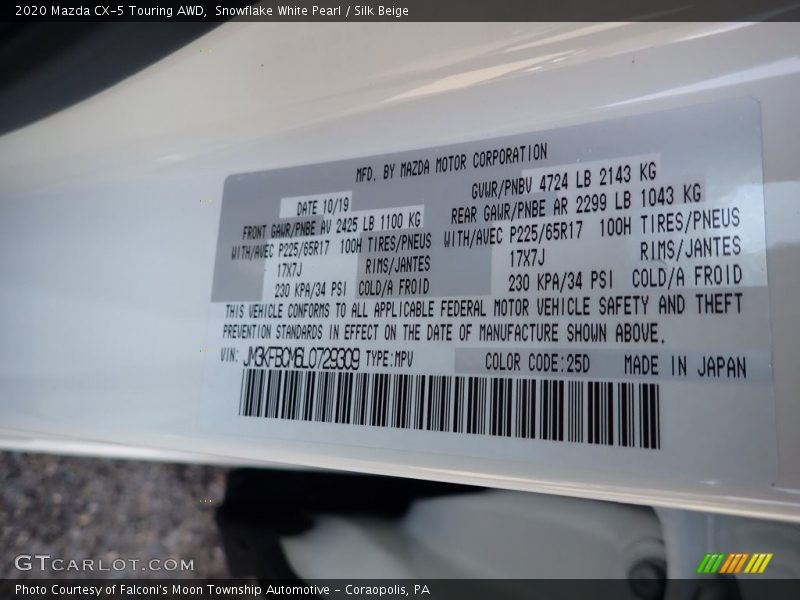 2020 Mazda CX-5 Touring AWD, Snowflake White Pearl / Silk Beige
MFD. BY MAZDA MOTOR CORPORATION
DATE 10/19 GVWR/PNBV 4724 LB 2143 KG
FRONT GAWR/PNBE AV 2425 LB 1100 KG REAR GAWR/PNBE AR 2299 LB 1043 KG
WITH/AVEC P225/65R17 100H TIRES/PNEUS WITH/AVEC P225/65R17 100H TIRES/PNEUS
17X7J RIMS/JANTES 17X7J RIMS/JANTES
230 KPA/34 PSI COLD/A FROID 230 KPA/34 PSI COLD/A FROID
THIS VEHICLE CONFORMS TO ALL APPLICABLE FEDERAL MOTOR VEHICLE SAFETY AND THEFT
PREVENTION STANDARDS IN EFFECT ON THE DATE OF MANUFACTURE SHOWN ABOVE.
VIN: JM3KFBCM6L0729309 TYPE:MPV COLOR CODE:25D MADE IN JAPAN
GTCARLOT.COM
Photo Courtesy of Falconi's Moon Township Automotive - Coraopolis, PA